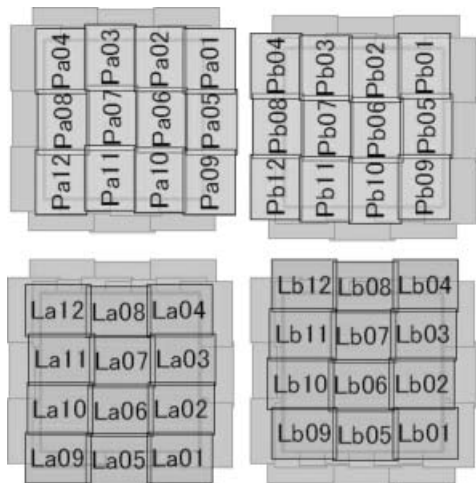 Pa04 Pa03 Pa02 Pa01
Pa08 Pa07 Pa06 Pa05
Pa12 Pa11 Pa10 Pa09
Pb04 Pb03 Pb02 Pb01
Pb08 Pb07 Pb06 Pb05
Pb12 Pb11 Pb10 Pb09
La12 La08 La04
La11 La07 La03
La10 La06 La02
La09 La05 La01
Lb12 Lb08 Lb04
Lb11 Lb07 Lb03
Lb10 Lb06 Lb02
Lb09 Lb05 Lb01